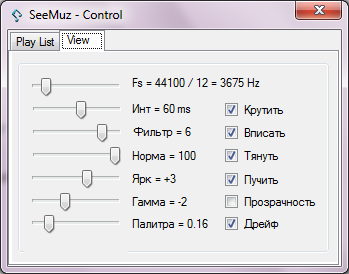 SeeMuz - Control
Play List View
Fs = 44100 / 12 = 3675 Hz
Инт = 60 ms Крутить
Фильтр = 6 Вписать
Норма = 100 Тянуть
Ярк = +3 Пучить
Гамма = -2 Прозрачность
Палитра = 0.16 Дрейф